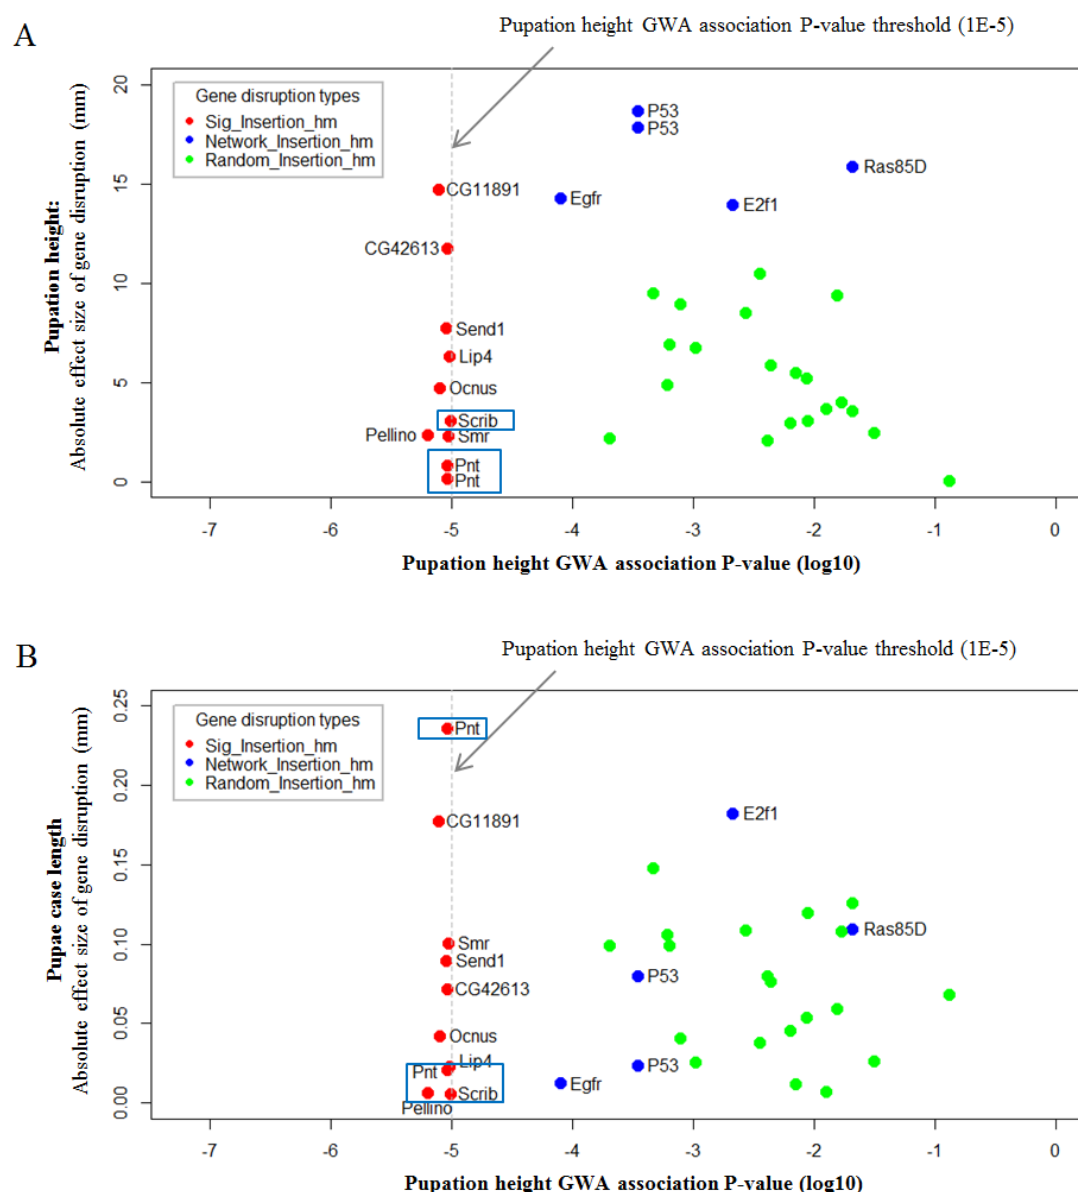 A
Pupation height GWA association P-value threshold (1E-5)
Pupation height:
Absolute effect size of gene disruption (mm)
20
15
10
5
0
Gene disruption types
Sig_Insertion_hm
Network_Insertion_hm
Random_Insertion_hm
P53
P53
Ras85D
CG11891
Egfr
E2f1
CG42613
Send1
Lip4
Ocnus
Scrib
Pellino
Smr
Pnt
Pnt
-7 -6 -5 -4 -3 -2 -1 0
Pupation height GWA association P-value (log10)
B
Pupation height GWA association P-value threshold (1E-5)
Pupae case length
Absolute effect size of gene disruption (mm)
0.25
0.20
0.15
0.10
0.05
0.00
Gene disruption types
Sig_Insertion_hm
Network_Insertion_hm
Random_Insertion_hm
Pnt
E2f1
CG11891
Ras85D
Smr
Send1
P53
CG42613
Ocnus
Lip4
P53
Pnt
Egfr
Scrib
Pellino
-7 -6 -5 -4 -3 -2 -1 0
Pupation height GWA association P-value (log10)